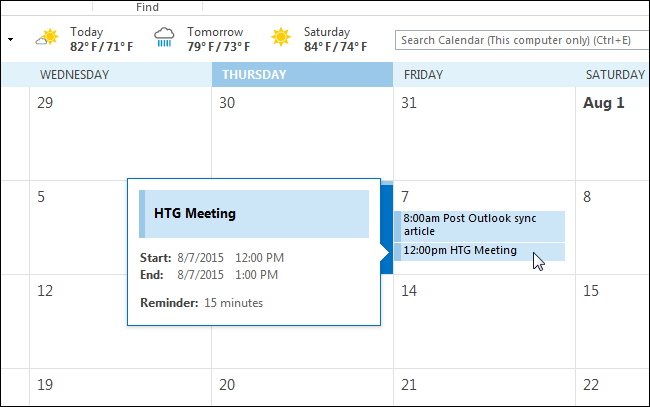 Find
Today
82°F/71°F
Tomorrow
79°F/73°F
Saturday
84°F/74°F
Search Calendar (This computer only) (Ctrl+E)
WEDNESDAY
THURSDAY
FRIDAY
SATURDAY
29
30
31
Aug 1
5
7
8
8:00am Post Outlook sync
article
12:00pm HTG Meeting
HTG Meeting
Start: 8/7/2015 12:00 PM
End: 8/7/2015 1:00 PM
Reminder: 15 minutes
12
14
15
19
20
21
22